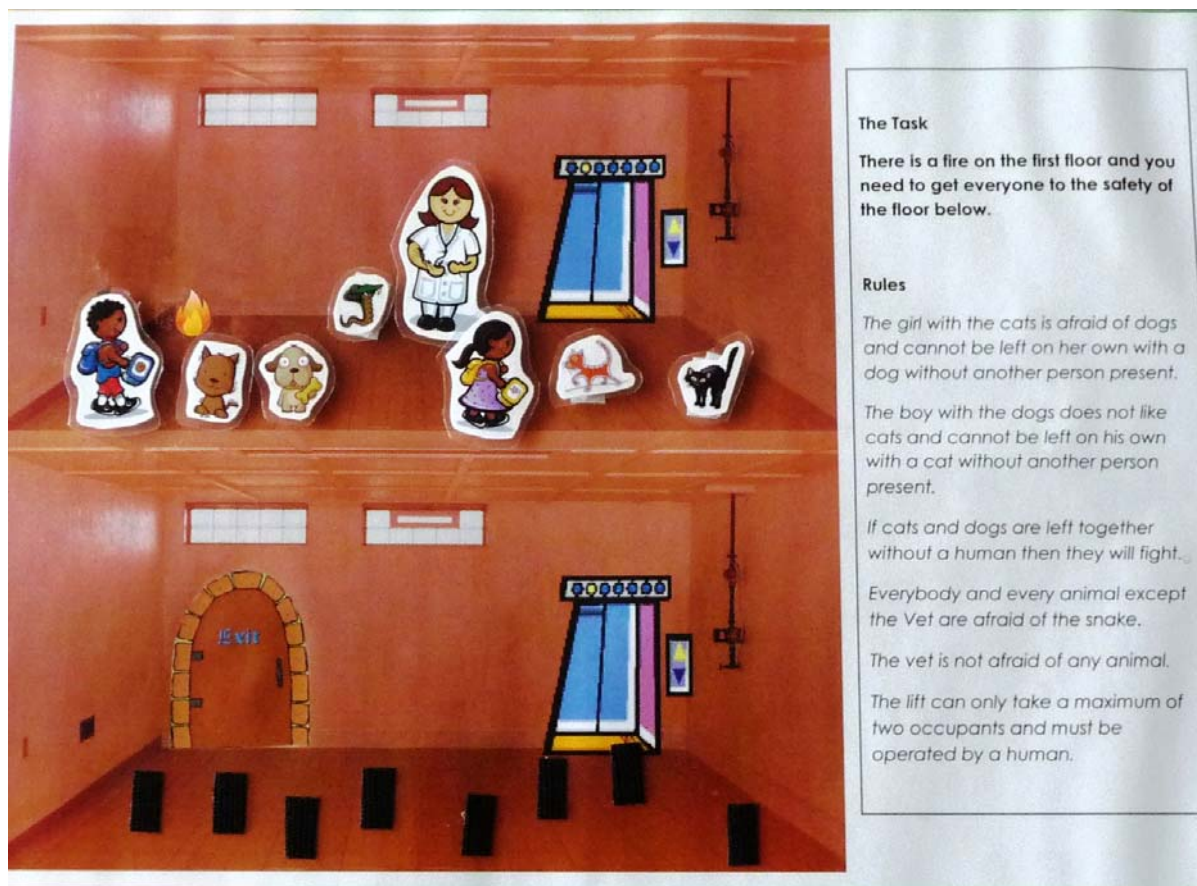 The Task
There is a fire on the first floor and you
need to get everyone to the safety of
the floor below.
Rules
The girl with the cats is afraid of dogs
and cannot be left on her own with a
dog without another person present.
The boy with the dogs does not like
cats and cannot be left on his own
with a cat without another person
present.
If cats and dogs are left together
without a human then they will fight.
Everybody and every animal except
the Vet are afraid of the snake.
The vet is not afraid of any animal.
The lift can only take a maximum of
two occupants and must be
operated by a human.
Exit